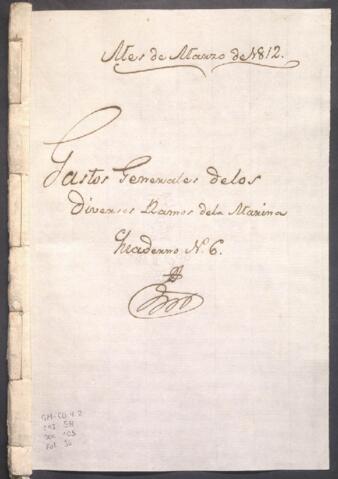 Mes de Marzo de 1812.
Gastos Generales delos
Diversos Ramos dela Marina
Quaderno N.º 6.